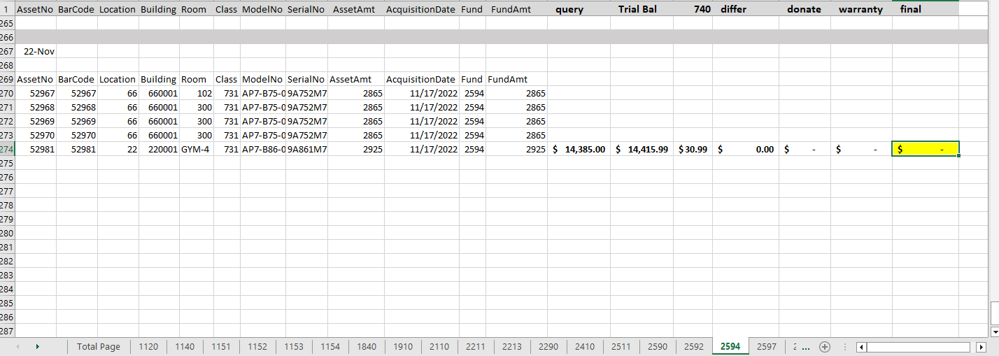 1 AssetNo BarCode Location Building Room Class ModelNo SerialNo AssetAmt AcquisitionDate Fund FundAmt query Trial Bal 740 differ donate warranty final
265
266
267 22-Nov
268
269 AssetNo BarCode Location Building Room Class ModelNo SerialNo AssetAmt AcquisitionDate Fund FundAmt
270 52967 52967 66 660001 102 731 AP7-B75-0 9A752M7 2865 11/17/2022 2594 2865
271 52968 52968 66 660001 300 731 AP7-B75-0 9A752M7 2865 11/17/2022 2594 2865
272 52969 52969 66 660001 300 731 AP7-B75-0 9A752M7 2865 11/17/2022 2594 2865
273 52970 52970 66 660001 300 731 AP7-B75-0 9A752M7 2865 11/17/2022 2594 2865
274 52981 52981 22 220001 GYM-4 731 AP7-B86-0 9A861M7 2925 11/17/2022 2594 2925 $ 14,385.00 $ 14,415.99 $ 30.99 $ 0.00 $ - $ - $ -
275
276
277
278
279
280
281
282
283
284
285
286
287
Total Page 1120 1140 1151 1152 1153 1154 1840 1910 2110 2211 2213 2290 2410 2511 2590 2592 2594 2597 2 ...